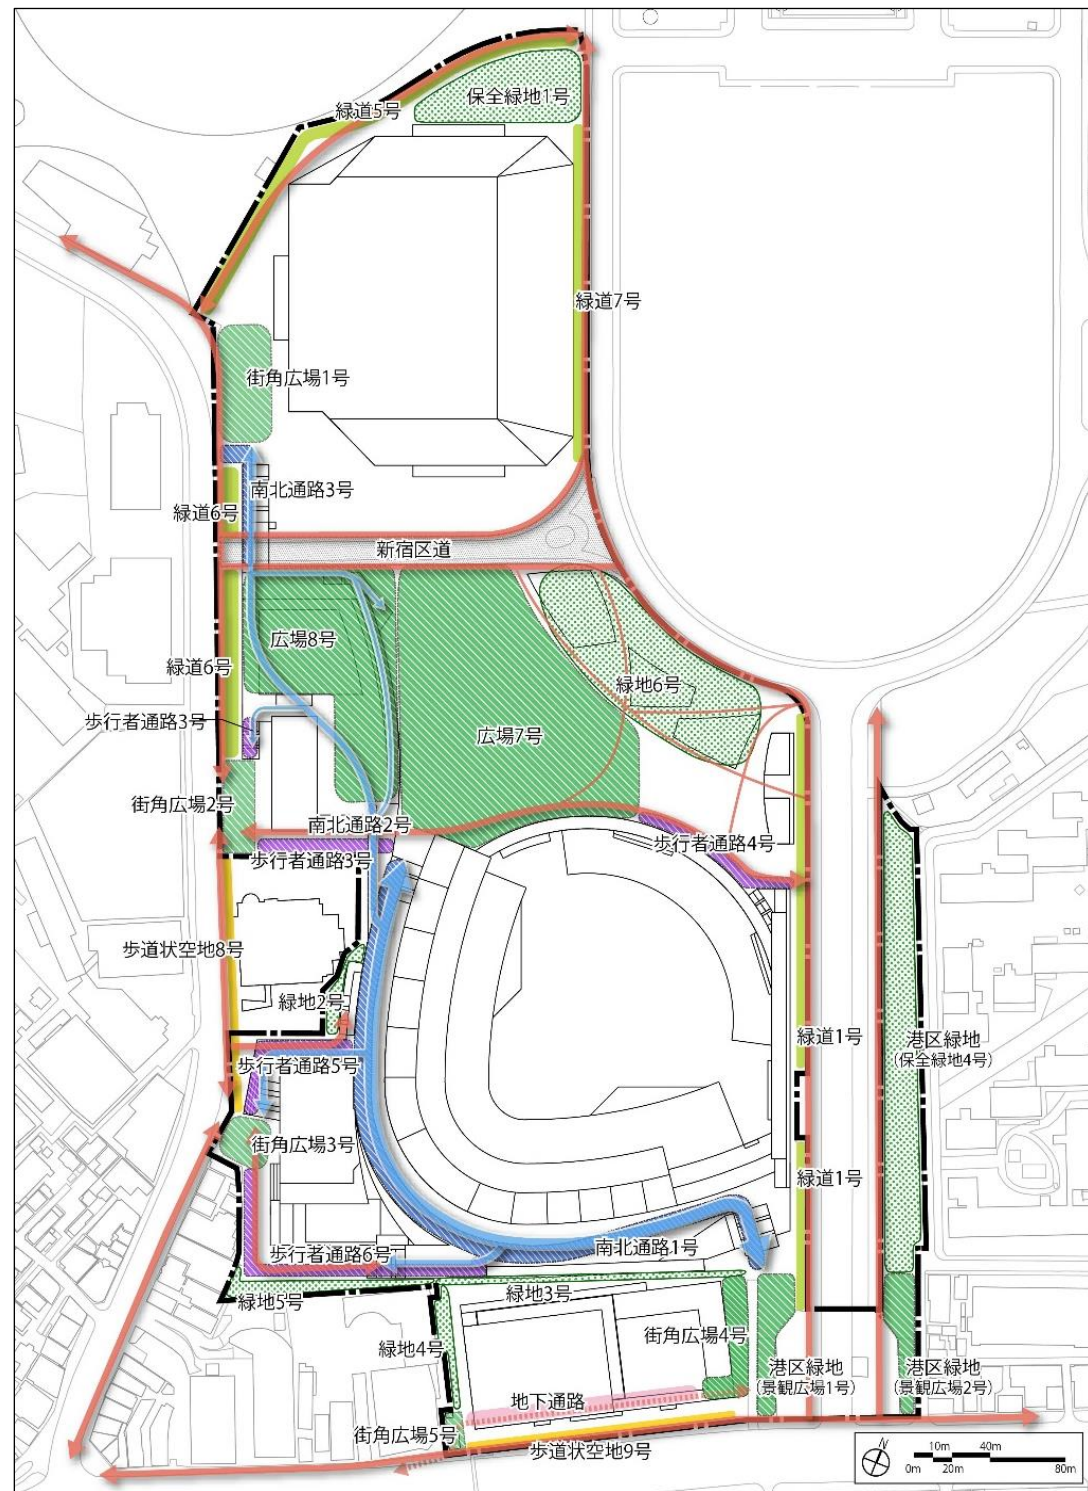 保全緑地1号
緑道5号
緑道7号
街角広場1号
南北通路3号
緑道6号
新宿区道
広場8号
緑道6号
緑地6号
歩行者通路3号
広場7号
街角広場2号
南北通路2号
歩行者通路4号
歩行者通路3号
歩道状空地8号
緑地2号
緑道1号
港区緑地
(保全緑地4号)
歩行者通路5号
街角広場3号
緑道1号
南北通路1号
歩行者通路6号
緑地3号
緑地5号
街角広場4号
緑地4号
港区緑地
(景観広場1号)
港区緑地
(景観広場2号)
地下通路
街角広場5号
歩道状空地9号
N
10m 40m
0m 20m 80m